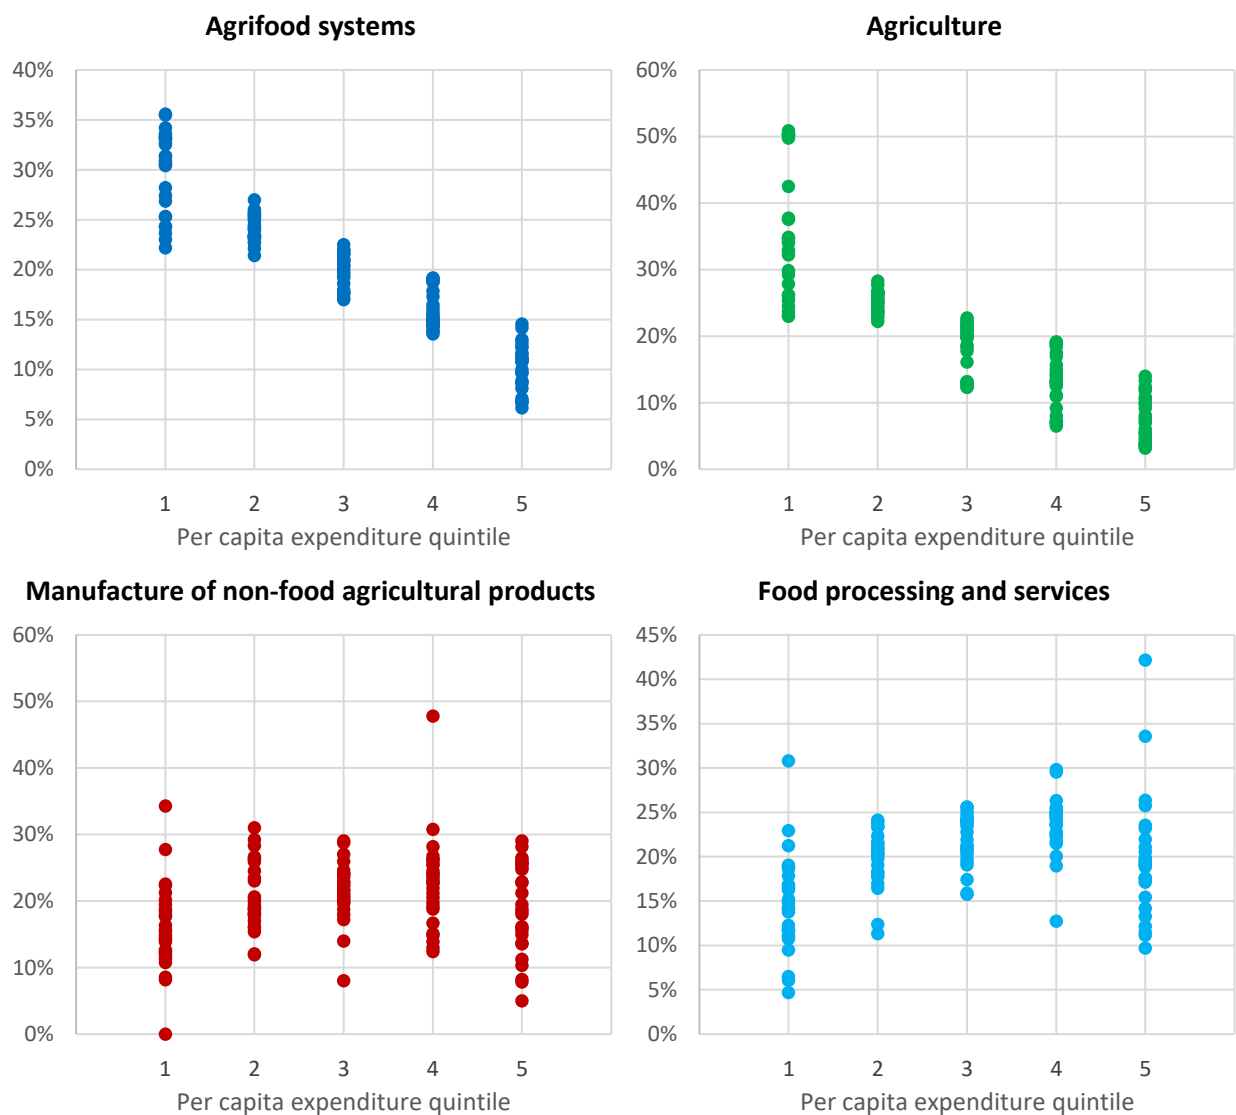 Agrifood systems
40%
35%
30%
25%
20%
15%
10%
5%
0%
1 2 3 4 5
Per capita expenditure quintile
Agriculture
60%
50%
40%
30%
20%
10%
0%
1 2 3 4 5
Per capita expenditure quintile
Manufacture of non-food agricultural products
60%
50%
40%
30%
20%
10%
0%
1 2 3 4 5
Per capita expenditure quintile
Food processing and services
45%
40%
35%
30%
25%
20%
15%
10%
5%
0%
1 2 3 4 5
Per capita expenditure quintile